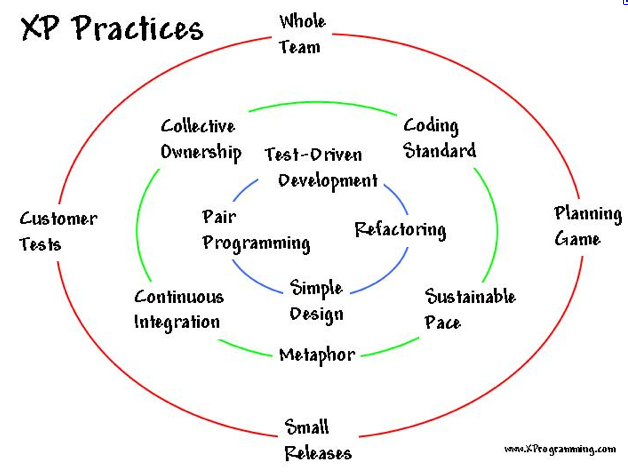 XP Practices
Whole
Team
Collective
Ownership
Coding
Standard
Test-Driven
Development
Customer
Tests
Pair
Programming
Refactoring
Planning
Game
Continuous
Integration
Simple
Design
Sustainable
Pace
Metaphor
Small
Releases
www.XProgramming.com